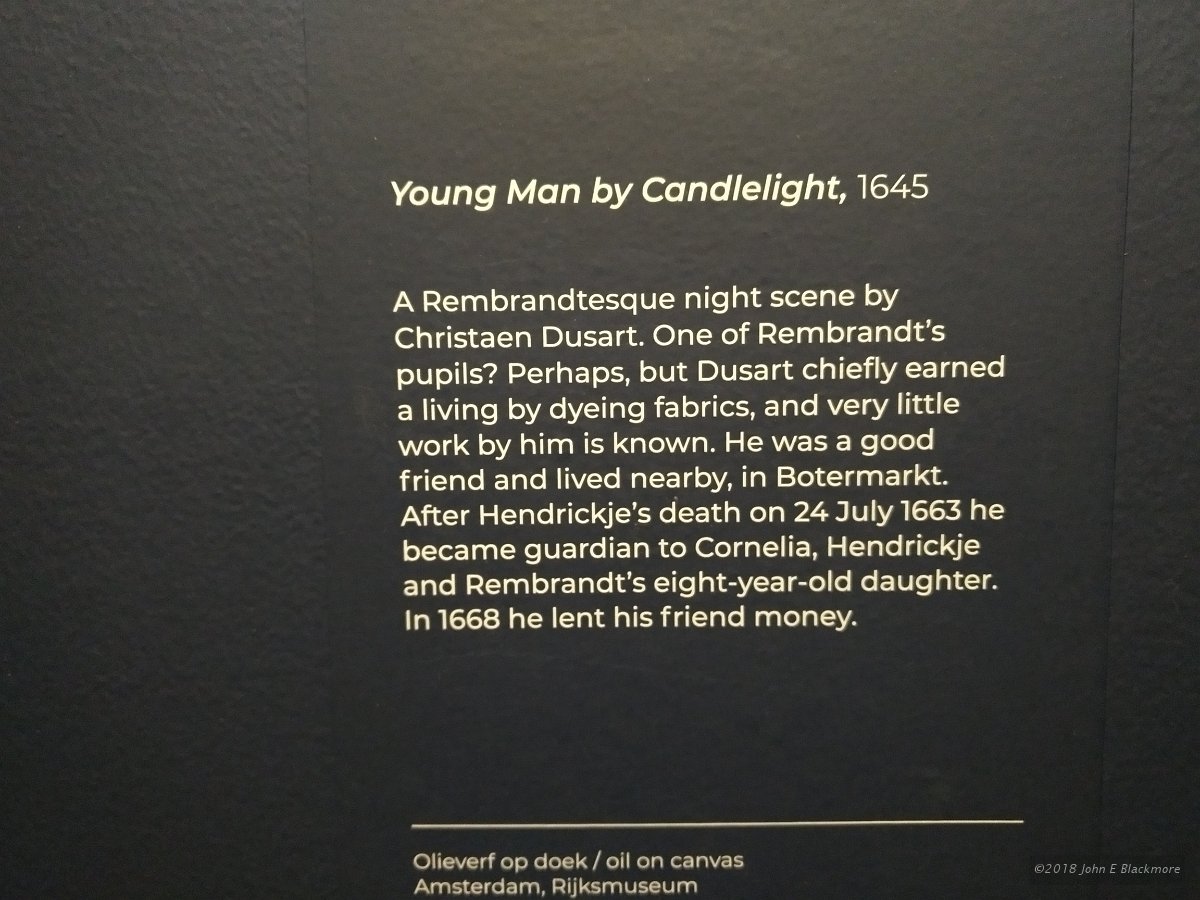 Young Man by Candlelight, 1645
A Rembrandtesque night scene by
Christaen Dusart. One of Rembrandt's
pupils? Perhaps, but Dusart chiefly earned
a living by dyeing fabrics, and very little
work by him is known. He was a good
friend and lived nearby, in Botermarkt.
After Hendrickje's death on 24 July 1663 he
became guardian to Cornelia, Hendrickje
and Rembrandt's eight-year-old daughter.
In 1668 he lent his friend money.
Olieverf op doek / oil on canvas
Amsterdam, Rijksmuseum
©2018 John E Blackmore